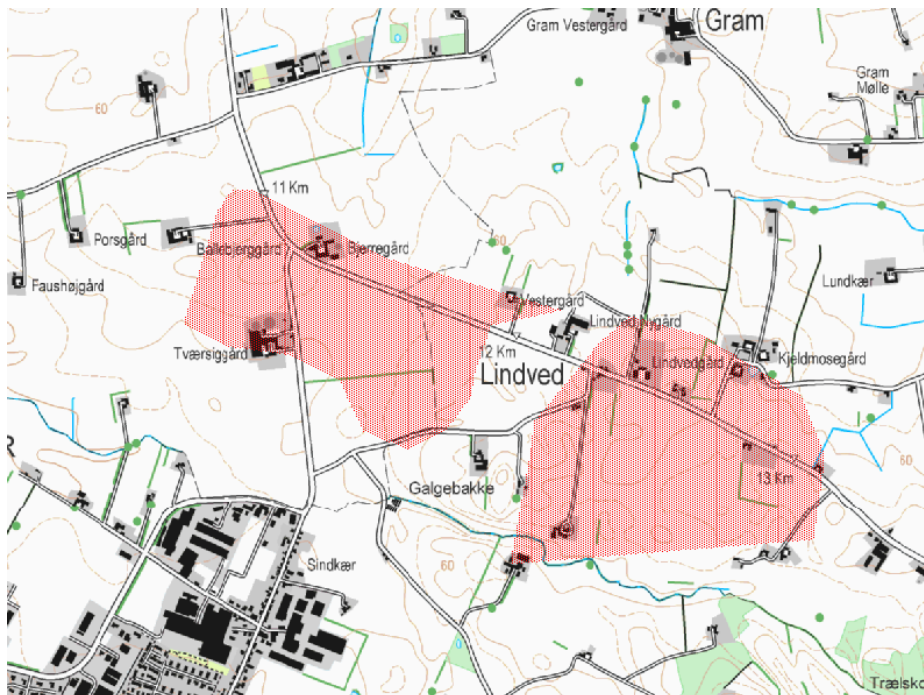 Gram Vestergård
Gram
Gram
Mølle
60
11 Km
Porsgård
Ballebjerggård
Bjerregård
60
Faushøjgård
Lundkær
Vestergård
Lindved Nygård
Tværsiggård
12 Km
Lindvedgård
Kjeldmosegård
Lindved
R
60
13 Km
Galgebakke
Sindkær
60
Trælsko